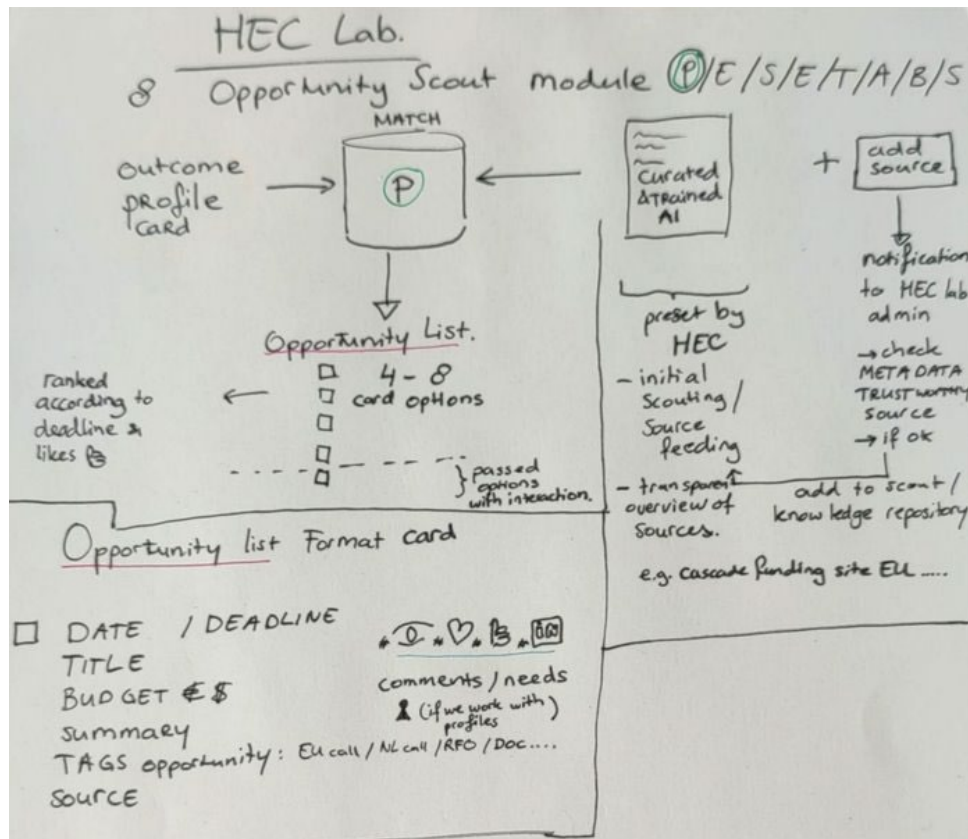 HEC Lab.
8 Opportunity Scout module P/E/S/E/T/A/B/S
MATCH
outcome
profile
card
P
curated
& trained
AI
+
add
source
preset by
HEC
- initial
scouting /
source
feeding
- transparent
overview of
sources.
notification
to HEC lab
admin
→ check
META DATA
TRUSTworthy
source
→ if ok
add to scout /
knowledge repository
e.g. cascade funding site EU .....
Opportunity List.
4 - 8
card options
ranked
according to
deadline &
likes
passed
options
with interaction.
Opportunity list Format card
DATE / DEADLINE
TITLE
BUDGET € $
summary
TAGS opportunity: EU call / NL call / RFO / Doc....
source
in
comments / needs
(if we work with
profiles)